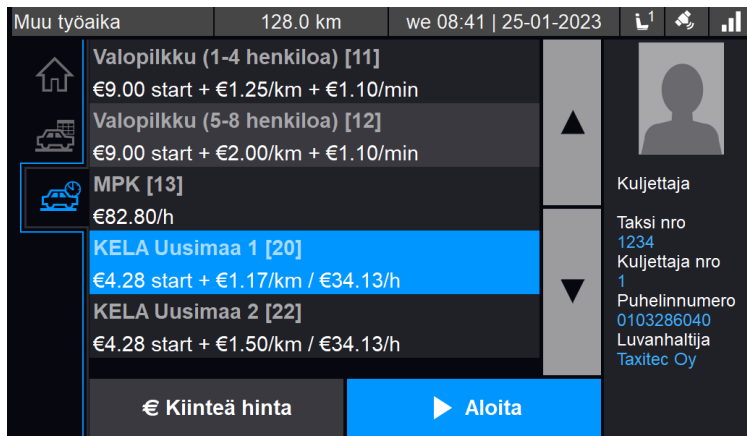 Muu työaika 128.0 km we 08:41 | 25-01-2023 1
Valopilkku (1-4 henkiloa) [11]
€9.00 start + €1.25/km + €1.10/min
Valopilkku (5-8 henkiloa) [12]
€9.00 start + €2.00/km + €1.10/min
MPK [13]
€82.80/h
KELA Uusimaa 1 [20]
€4.28 start + €1.17/km / €34.13/h
KELA Uusimaa 2 [22]
€4.28 start + €1.50/km / €34.13/h
€ Kiinteä hinta
Aloita
Kuljettaja
Taksi nro
1234
Kuljettaja nro
1
Puhelinnumero
0103286040
Luvanhaltija
Taxitec Oy